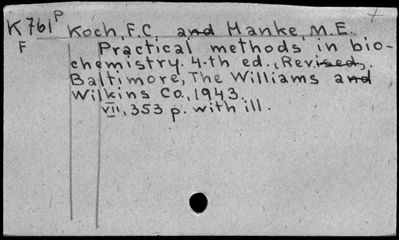 K761P Koch, F.C. and Hanke, M.E.
F Practical methods in bio-
chemistry. 4.th ed., Revised.
Baltimore, The Williams and
Wilkins Co., 1943.
VII, 353 p. with ill.